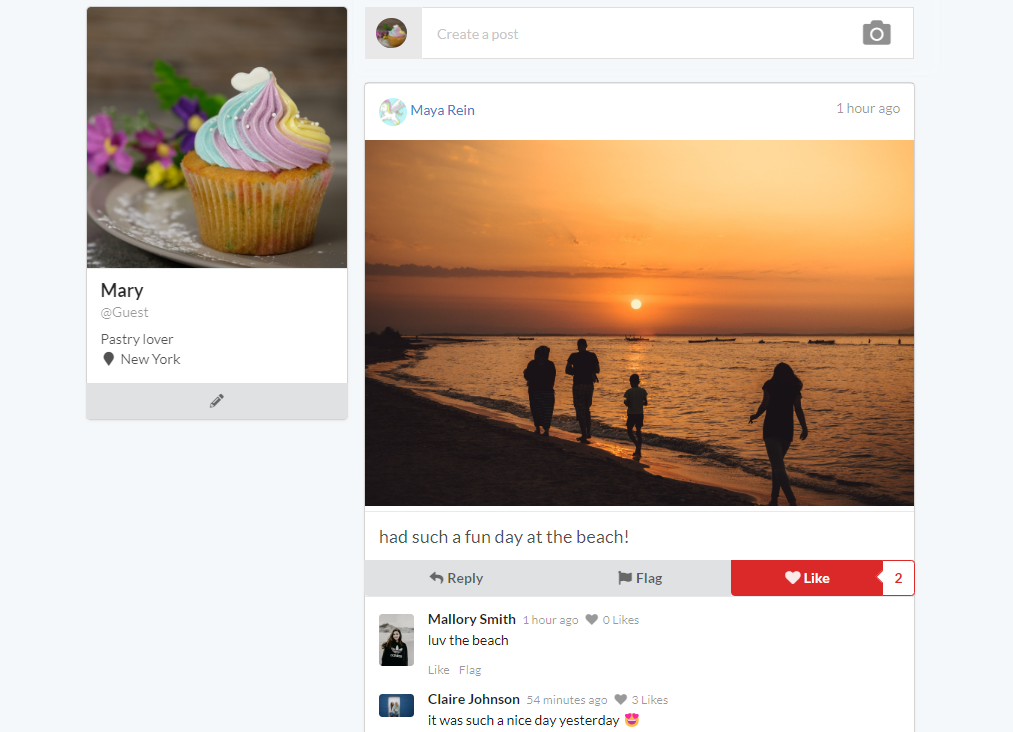 Create a post
Maya Rein
1 hour ago
Mary
@Guest
Pastry lover
New York
had such a fun day at the beach!
Reply
Flag
Like
2
Mallory Smith 1 hour ago 0 Likes
luv the beach
Like Flag
Claire Johnson 54 minutes ago 3 Likes
it was such a nice day yesterday 😍